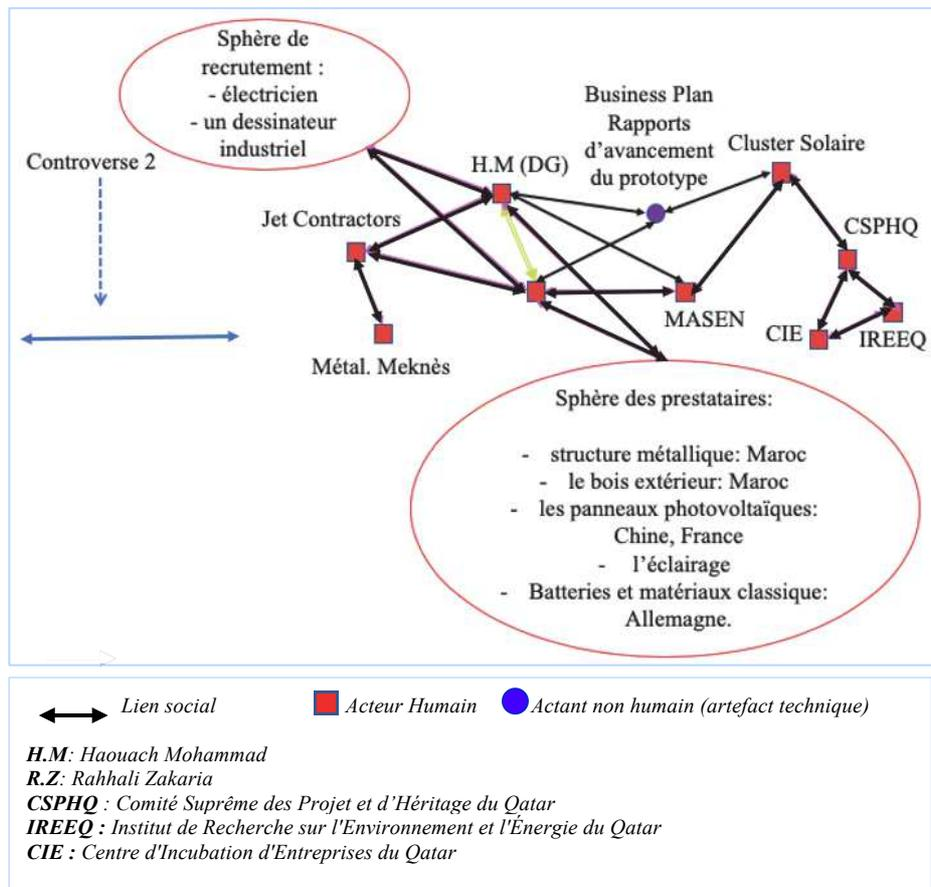 Sphère de
recrutement :
- électricien
- un dessinateur
industriel
Controverse 2
Jet Contractors
H.M (DG)
Business Plan
Rapports
d'avancement
du prototype
Cluster Solaire
CSPHQ
MASEN
CIE
IREEQ
Métal. Meknès
Sphère des prestataires:
- structure métallique: Maroc
- le bois extérieur: Maroc
- les panneaux photovoltaïques:
Chine, France
- l'éclairage
- Batteries et matériaux classique:
Allemagne.
Lien social
Acteur Humain
Actant non humain (artefact technique)
H.M: Haouach Mohammad
R.Z: Rahhali Zakaria
CSPHQ : Comité Suprême des Projet et d'Héritage du Qatar
IREEQ : Institut de Recherche sur l'Environnement et l'Énergie du Qatar
CIE : Centre d'Incubation d'Entreprises du Qatar